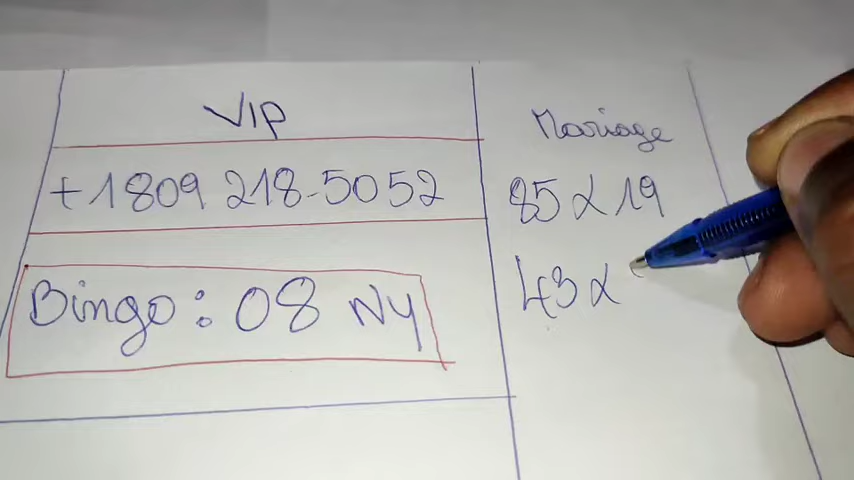 VIP
+1809 218-5052
Bingo: 08 NY
Mariage
85 x 19
43 x